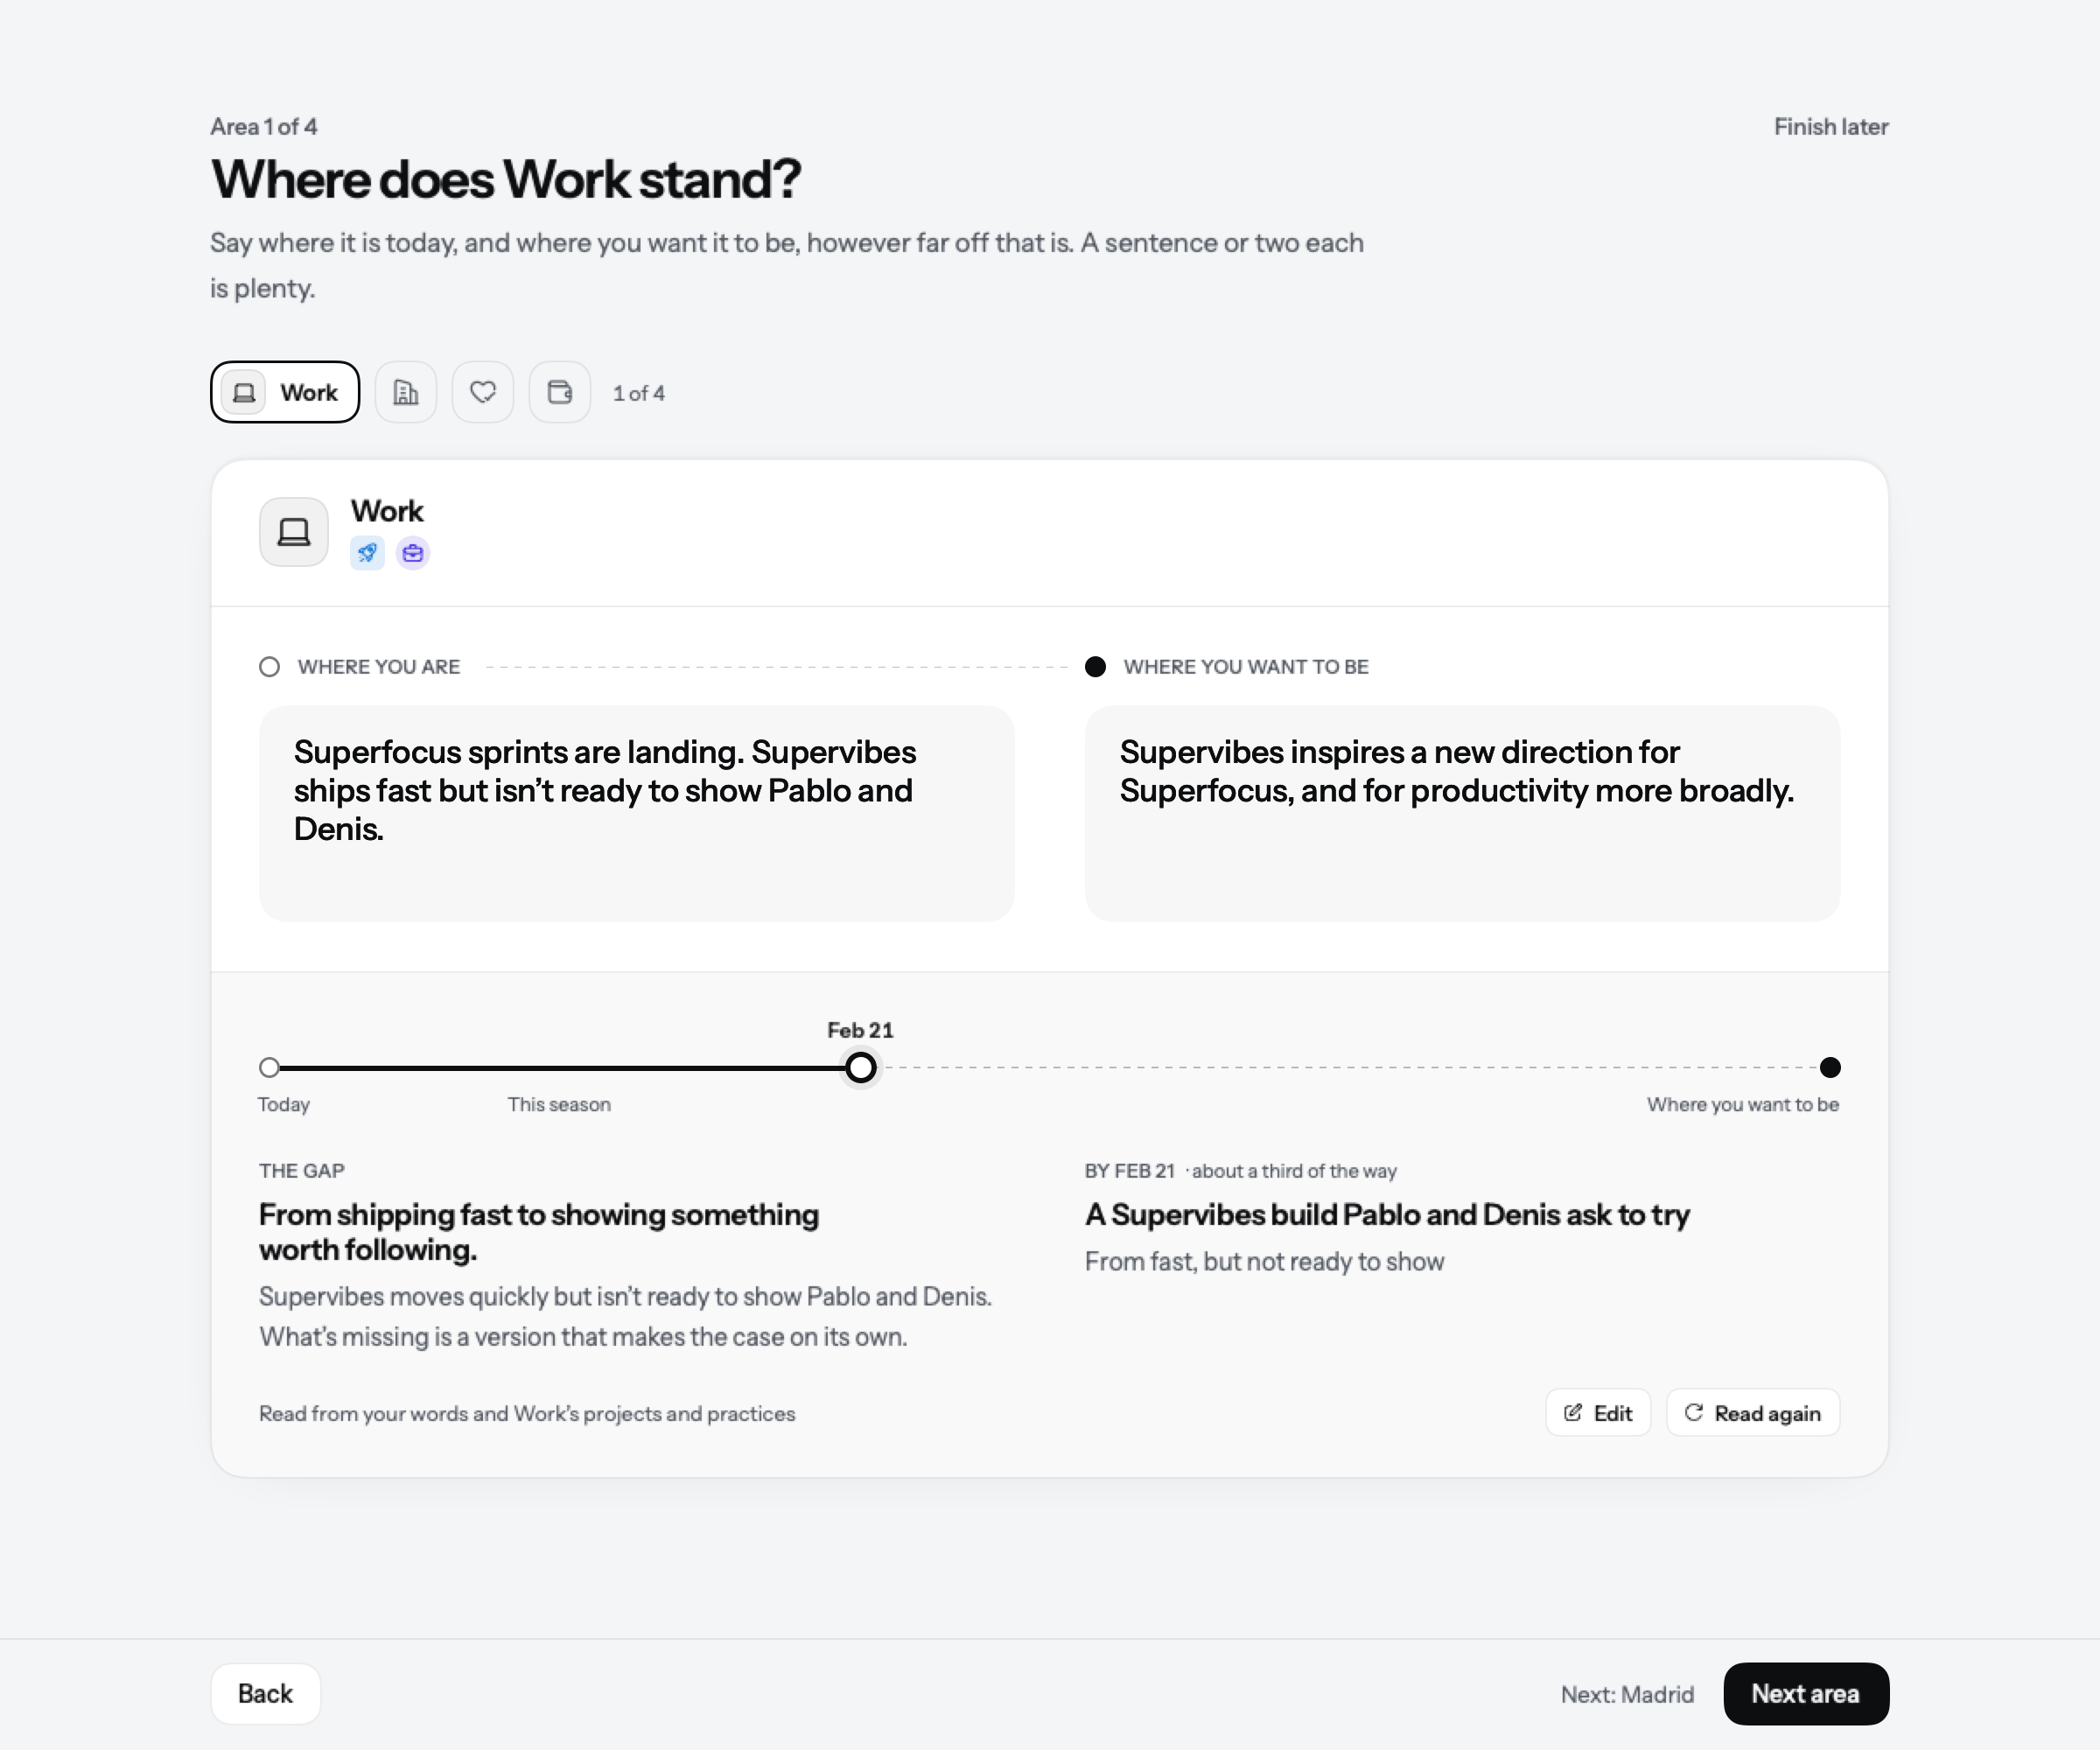 Area 1 of 4
Finish later
Where does Work stand?
Say where it is today, and where you want it to be, however far off that is. A sentence or two each
is plenty.
Work
1 of 4
Work
WHERE YOU ARE
WHERE YOU WANT TO BE
Superfocus sprints are landing. Supervibes
ships fast but isn’t ready to show Pablo and
Denis.
Supervibes inspires a new direction for
Superfocus, and for productivity more broadly.
Feb 21
Today
This season
Where you want to be
THE GAP
From shipping fast to showing something
worth following.
Supervibes moves quickly but isn’t ready to show Pablo and Denis.
What’s missing is a version that makes the case on its own.
BY FEB 21 · about a third of the way
A Supervibes build Pablo and Denis ask to try
From fast, but not ready to show
Read from your words and Work’s projects and practices
Edit
Read again
Back
Next: Madrid
Next area